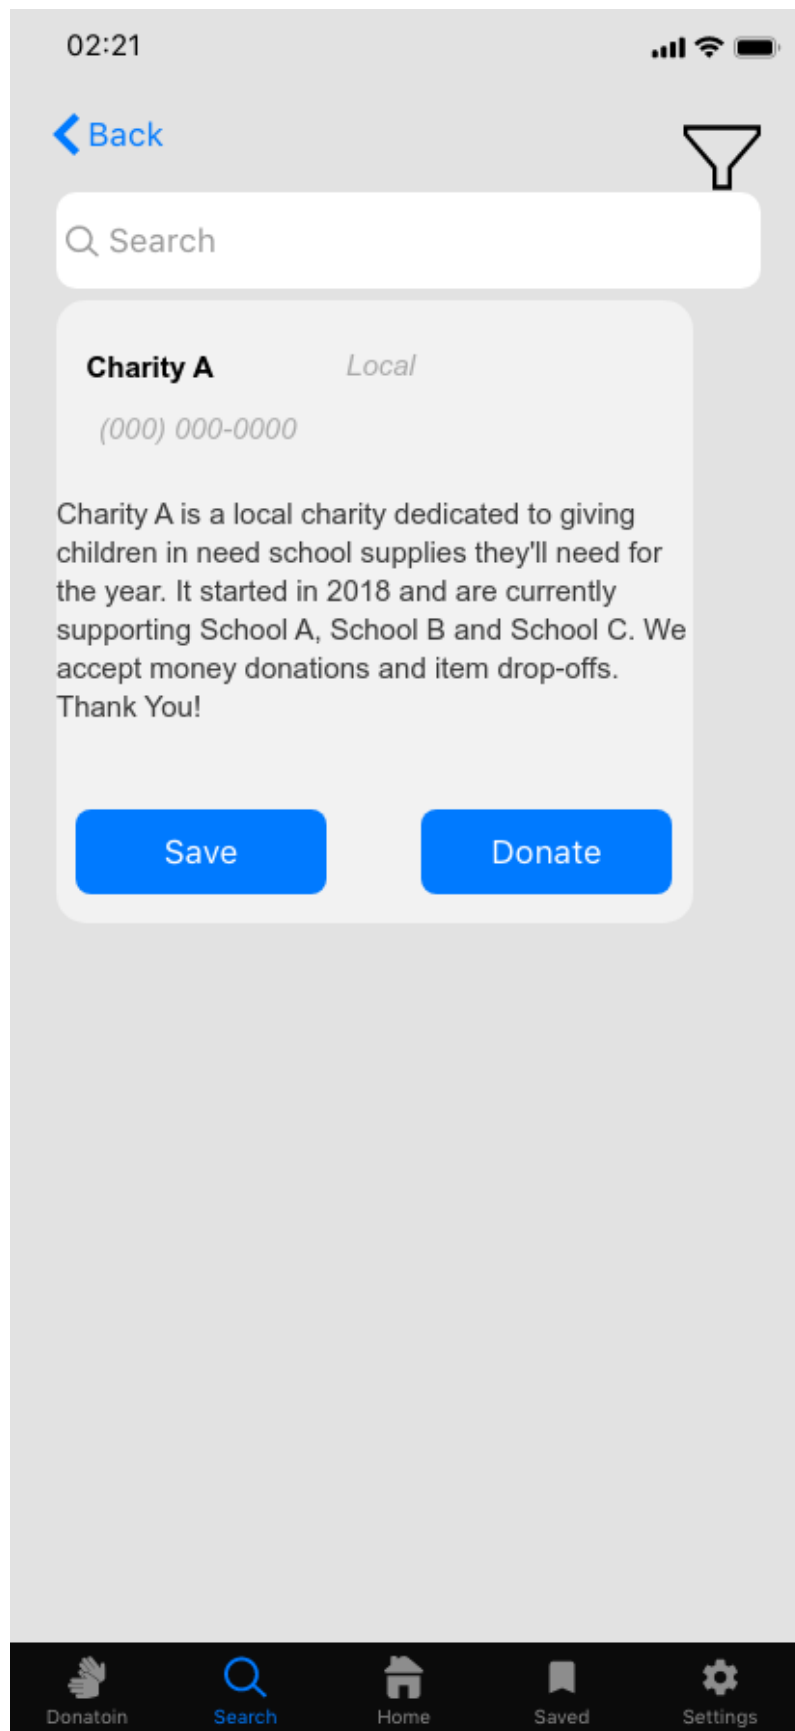 02:21
Back
Search
Charity A
Local
(000) 000-0000
Charity A is a local charity dedicated to giving
children in need school supplies they'll need for
the year. It started in 2018 and are currently
supporting School A, School B and School C. We
accept money donations and item drop-offs.
Thank You!
Save
Donate
Donatoin
Search
Home
Saved
Settings